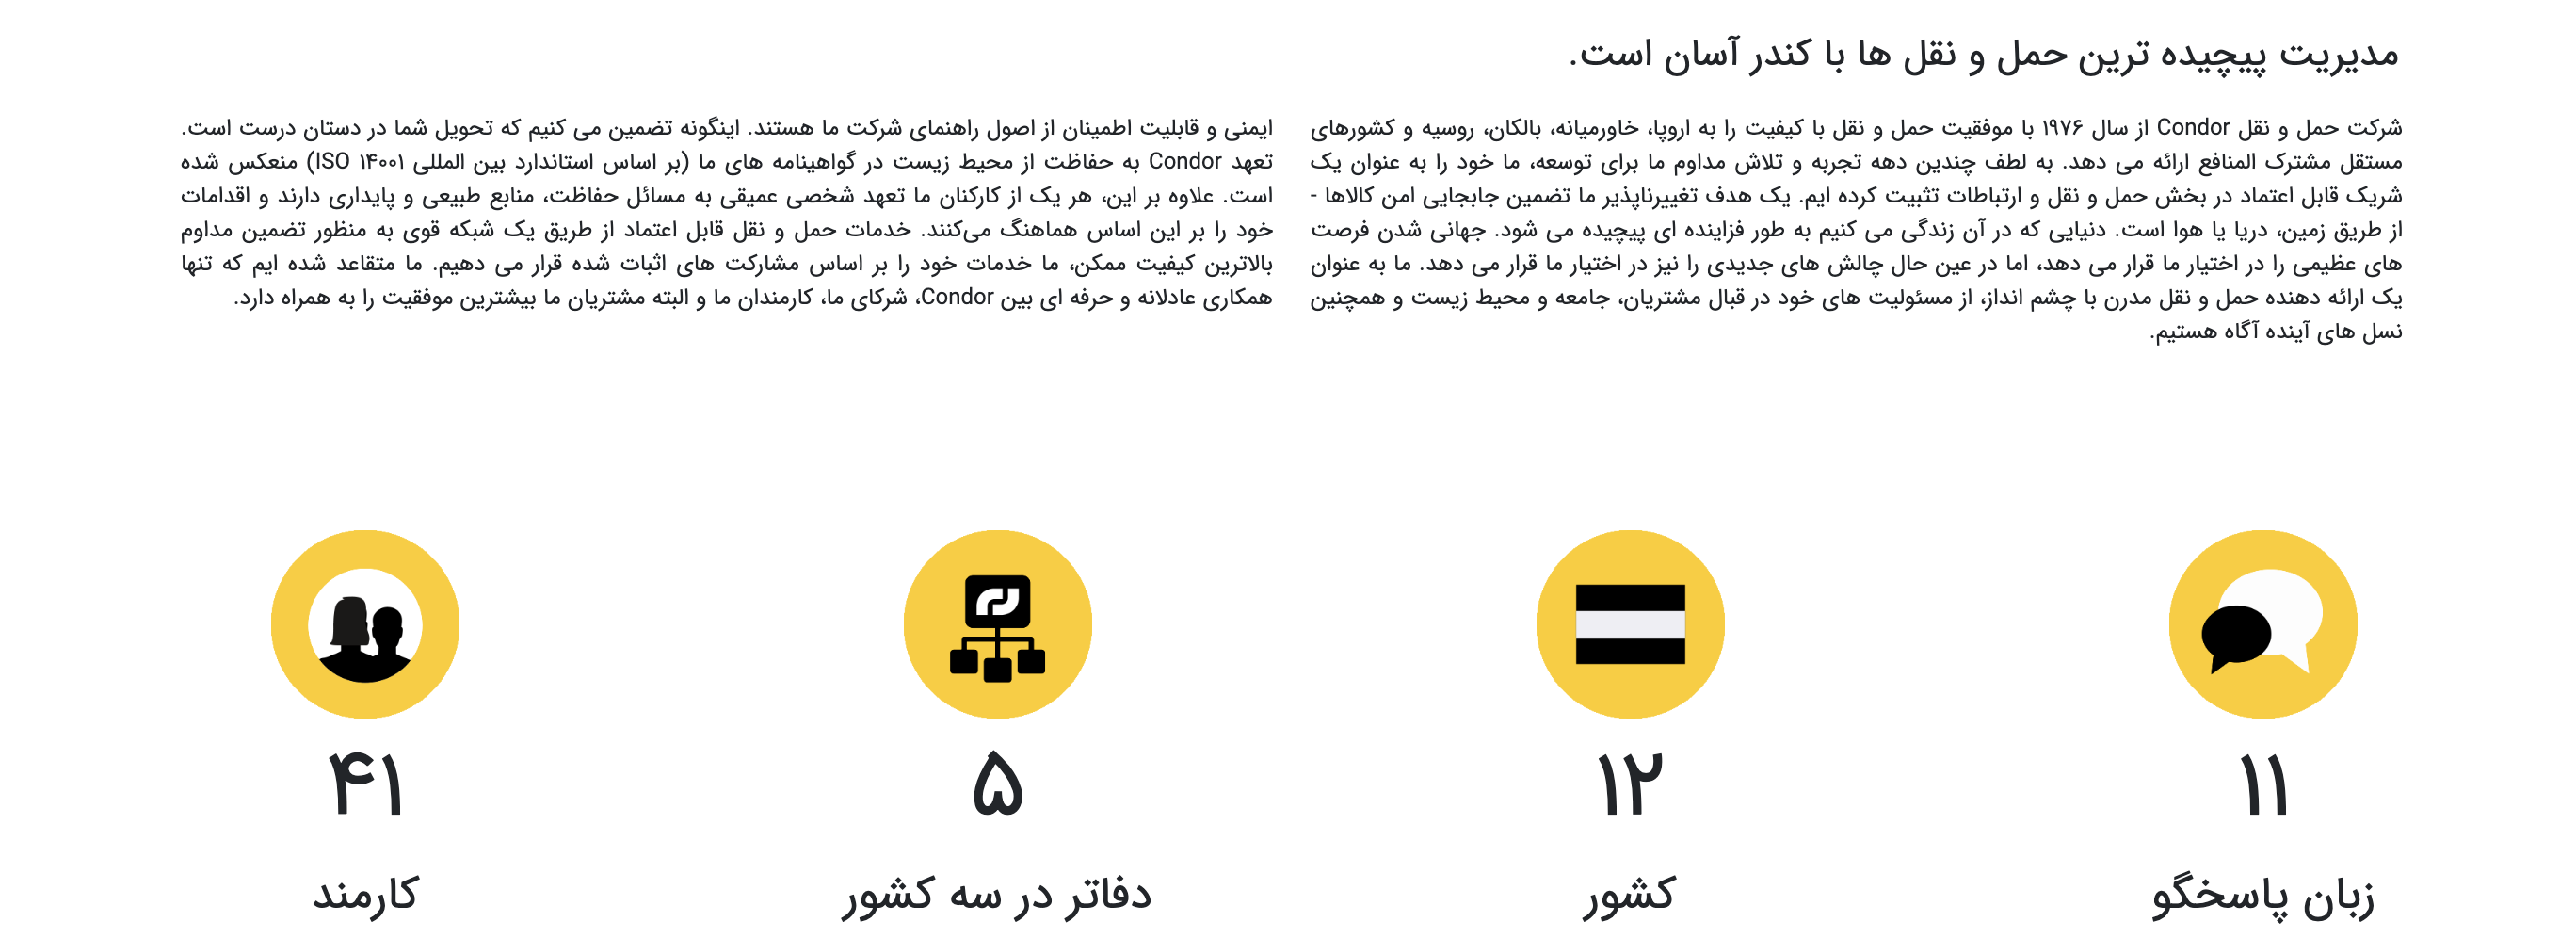 مدیریت پیچیده ترین حمل و نقل ها با کندر آسان است.
شرکت حمل و نقل Condor از سال ۱۹۷۶ با موفقیت حمل و نقل با کیفیت را به اروپا، خاورمیانه، بالکان، روسیه و کشورهای
مستقل مشترک المنافع ارائه می دهد. به لطف چندین دهه تجربه و تلاش مداوم ما برای توسعه، ما خود را به عنوان یک
شریک قابل اعتماد در بخش حمل و نقل و ارتباطات تثبیت کرده ایم. یک هدف تغییرناپذیر ما تضمین جابجایی امن کالاها -
از طریق زمین، دریا یا هوا است. دنیایی که در آن زندگی می کنیم به طور فزاینده ای پیچیده می شود. جهانی شدن فرصت
های عظیمی را در اختیار ما قرار می دهد، اما در عین حال چالش های جدیدی را نیز در اختیار ما قرار می دهد. ما به عنوان
یک ارائه دهنده حمل و نقل مدرن با چشم انداز، از مسئولیت های خود در قبال مشتریان، جامعه و محیط زیست و همچنین
نسل های آینده آگاه هستیم.
ایمنی و قابلیت اطمینان از اصول راهنمای شرکت ما هستند. اینگونه تضمین می کنیم که تحویل شما در دستان درست است.
تعهد Condor به حفاظت از محیط زیست در گواهینامه های ما (بر اساس استاندارد بین المللی ISO ۱۴۰۰۱) منعکس شده
است. علاوه بر این، هر یک از کارکنان ما تعهد شخصی عمیقی به مسائل حفاظت، منابع طبیعی و پایداری دارند و اقدامات
خود را بر این اساس هماهنگ می‌کنند. خدمات حمل و نقل قابل اعتماد از طریق یک شبکه قوی به منظور تضمین مداوم
بالاترین کیفیت ممکن، ما خدمات خود را بر اساس مشارکت های اثبات شده قرار می دهیم. ما متقاعد شده ایم که تنها
همکاری عادلانه و حرفه ای بین Condor، شرکای ما، کارمندان ما و البته مشتریان ما بیشترین موفقیت را به همراه دارد.
۱۱
زبان پاسخگو
۱۲
کشور
۵
دفاتر در سه کشور
۴۱
کارمند